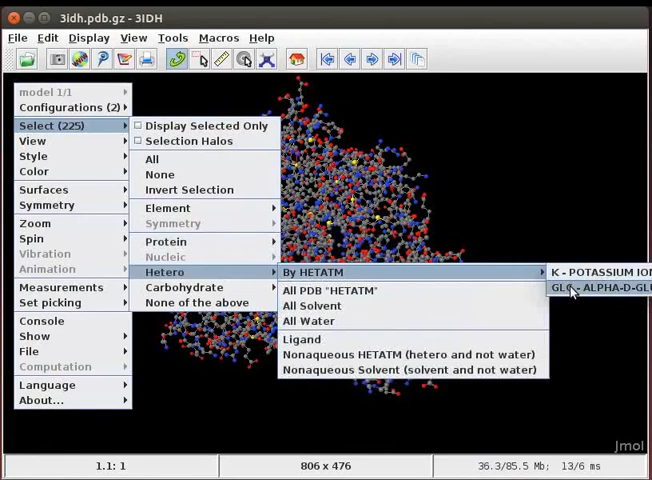 3idh.pdb.gz - 3IDH
File Edit Display View Tools Macros Help
model 1/1
Configurations (2)
Select (225)
View
Style
Color
Surfaces
Symmetry
Zoom
Spin
Vibration
Animation
Measurements
Set picking
Console
Show
File
Computation
Language
About...
Display Selected Only
Selection Halos
All
None
Invert Selection
Element
Symmetry
Protein
Nucleic
Hetero
Carbohydrate
None of the above
By HETATM
All PDB "HETATM"
All Solvent
All Water
Ligand
Nonaqueous HETATM (hetero and not water)
Nonaqueous Solvent (solvent and not water)
K - POTASSIUM ION
- ALPHA-D-GLU
Jmol
1.1: 1
806 x 476
36.3/85.5 Mb; 13/6 ms